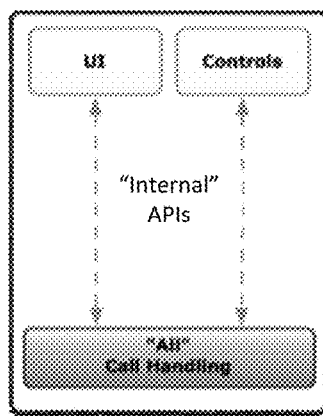 UI
Controls
“Internal”
APIs
“All”
Call Handling